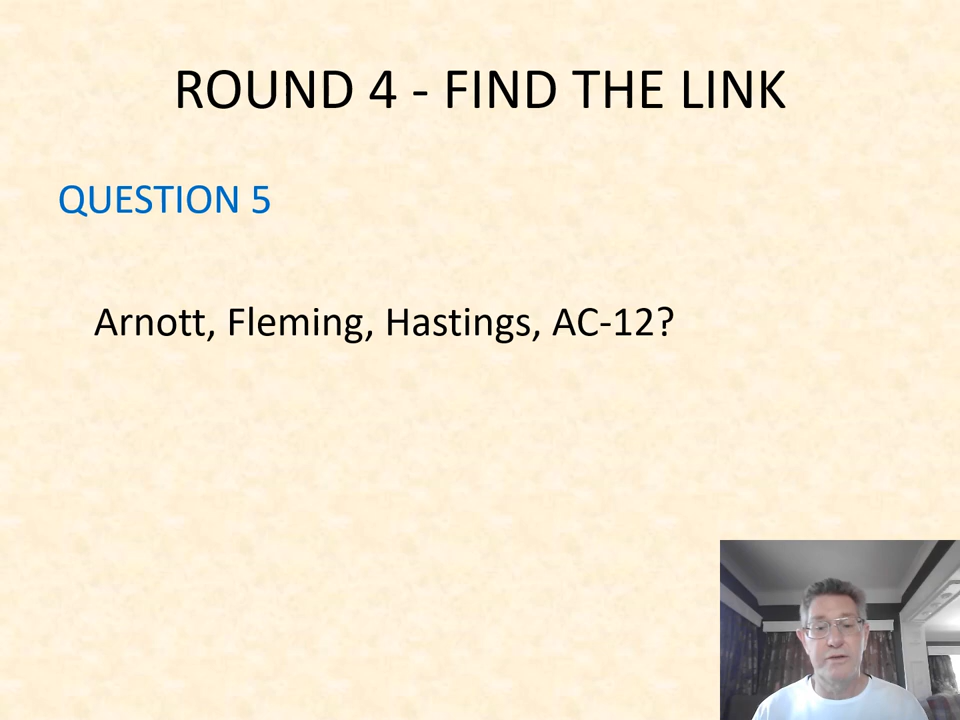 ROUND 4 - FIND THE LINK
QUESTION 5
Arnott, Fleming, Hastings, AC-12?